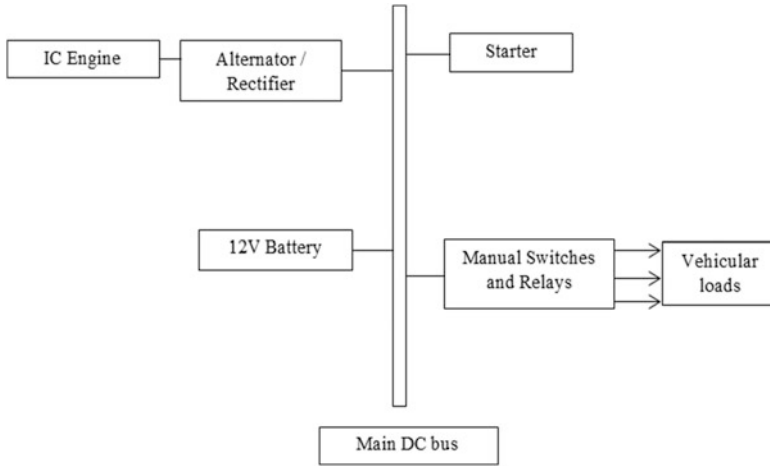 IC Engine
Alternator /
Rectifier
Starter
12V Battery
Manual Switches
and Relays
Vehicular
loads
Main DC bus